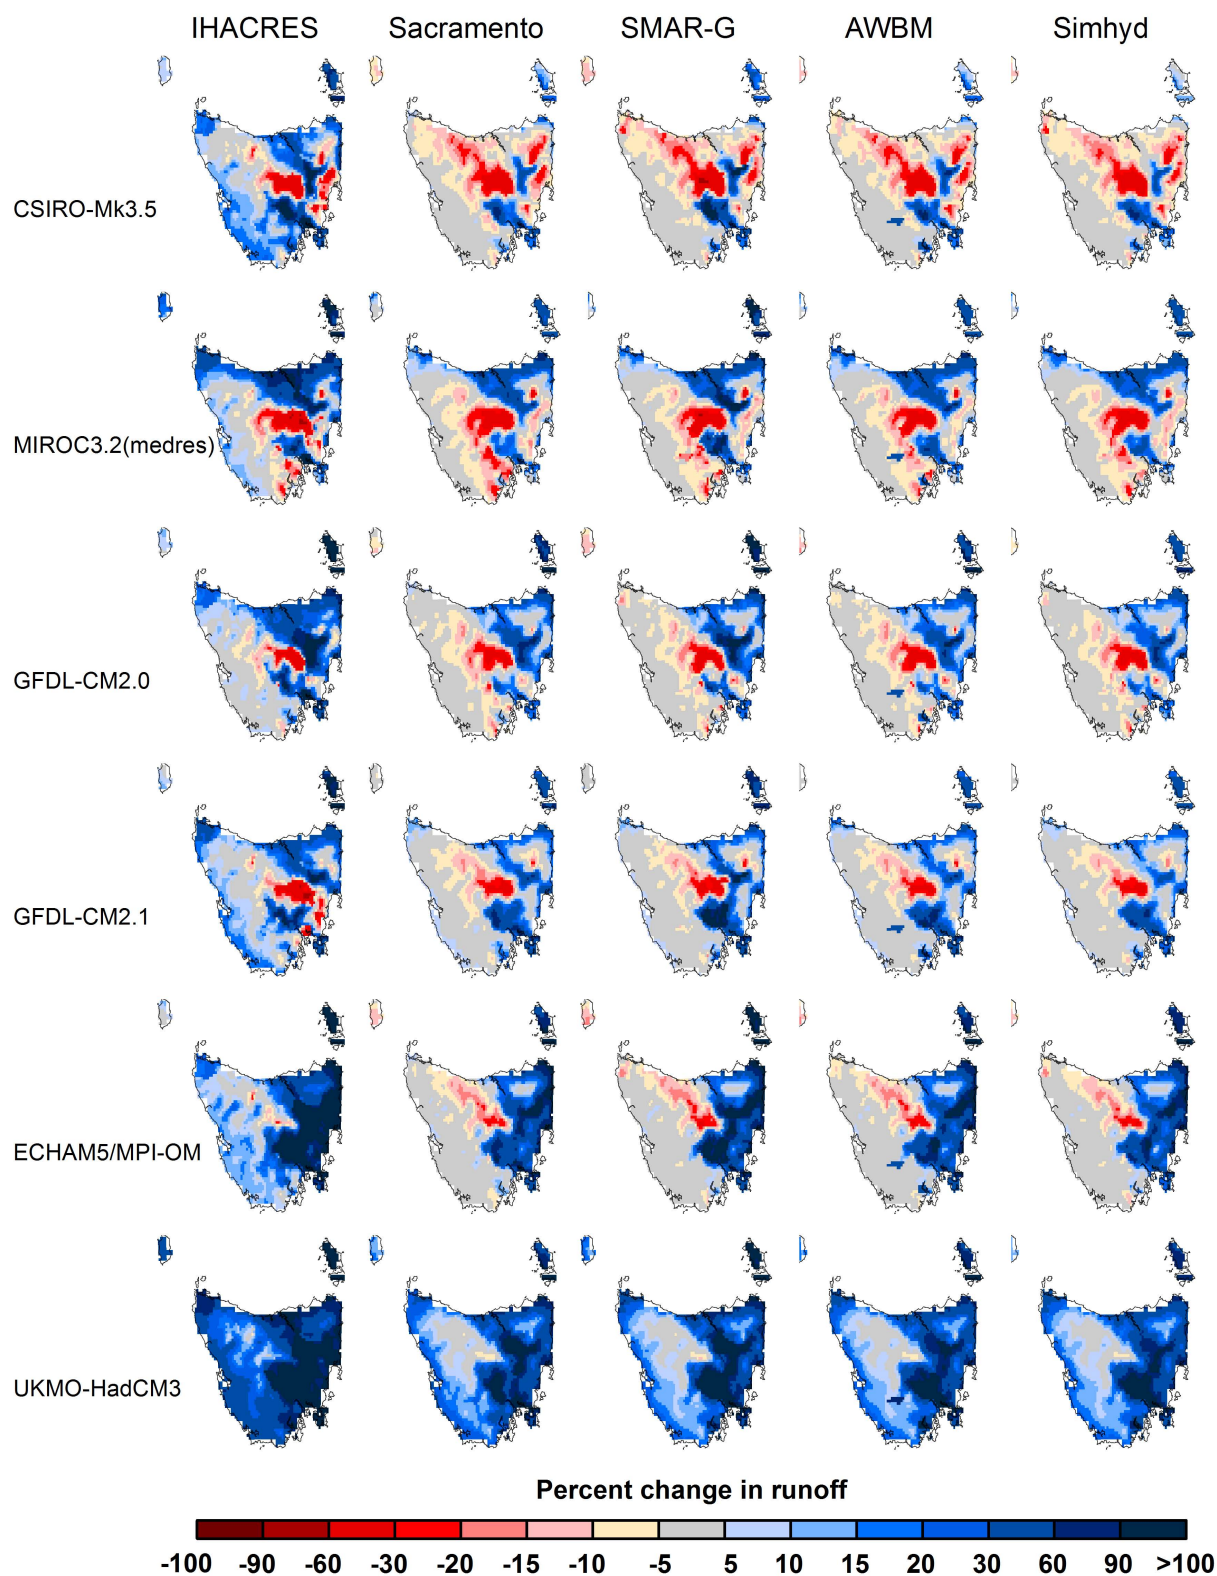 IHACRES Sacramento SMAR-G AWBM Simhyd
CSIRO-Mk3.5
MIROC3.2(medres)
GFDL-CM2.0
GFDL-CM2.1
ECHAM5/MPI-OM
UKMO-HadCM3
Percent change in runoff
-100 -90 -60 -30 -20 -15 -10 -5 5 10 15 20 30 60 90 >100